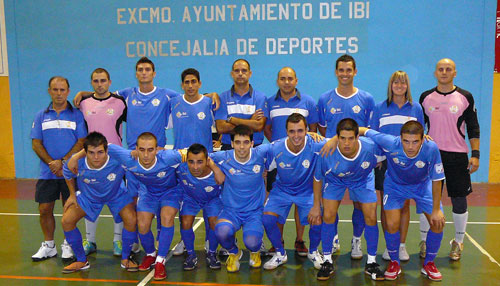 EXCMO. AYUNTAMIENTO DE IBI
CONCEJALIA DE DEPORTES